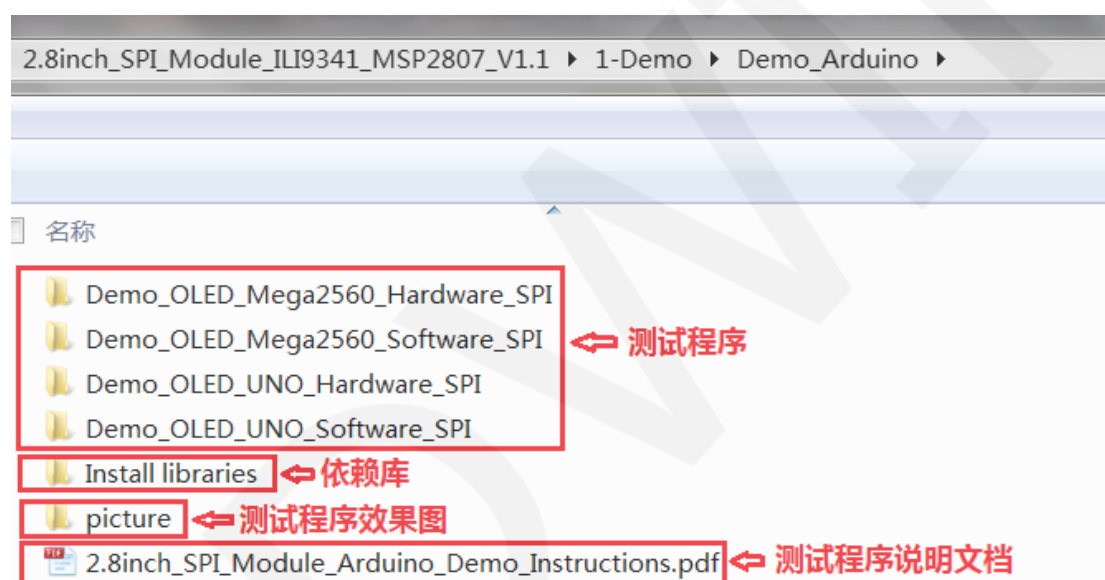 2.8inch_SPI_Module_ILI9341_MSP2807_V1.1 ▸ 1-Demo ▸ Demo_Arduino ▸
名称
Demo_OLED_Mega2560_Hardware_SPI
Demo_OLED_Mega2560_Software_SPI 测试程序
Demo_OLED_UNO_Hardware_SPI
Demo_OLED_UNO_Software_SPI
Install libraries 依赖库
picture 测试程序效果图
2.8inch_SPI_Module_Arduino_Demo_Instructions.pdf 测试程序说明文档